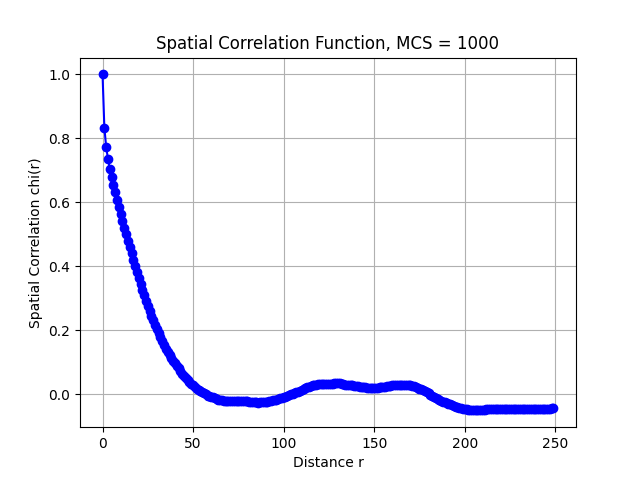 Spatial Correlation Function, MCS = 1000
Spatial Correlation chi(r)
1.0
0.8
0.6
0.4
0.2
0.0
0 50 100 150 200 250
Distance r